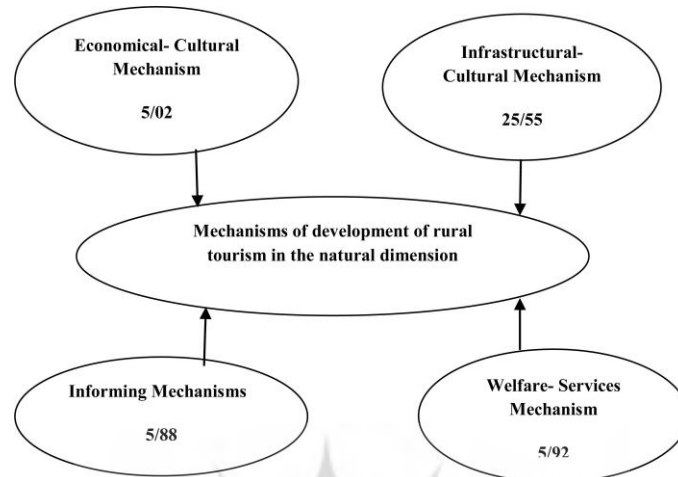 Economical- Cultural
Mechanism
5/02
Infrastructural-
Cultural Mechanism
25/55
Mechanisms of development of rural
tourism in the natural dimension
Informing Mechanisms
5/88
Welfare- Services
Mechanism
5/92